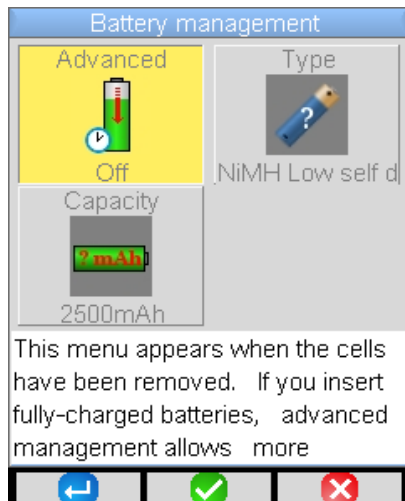 Battery management
Advanced
Off
Type
?
NiMH Low self d
Capacity
? mAh
2500mAh
This menu appears when the cells
have been removed. If you insert
fully-charged batteries, advanced
management allows more